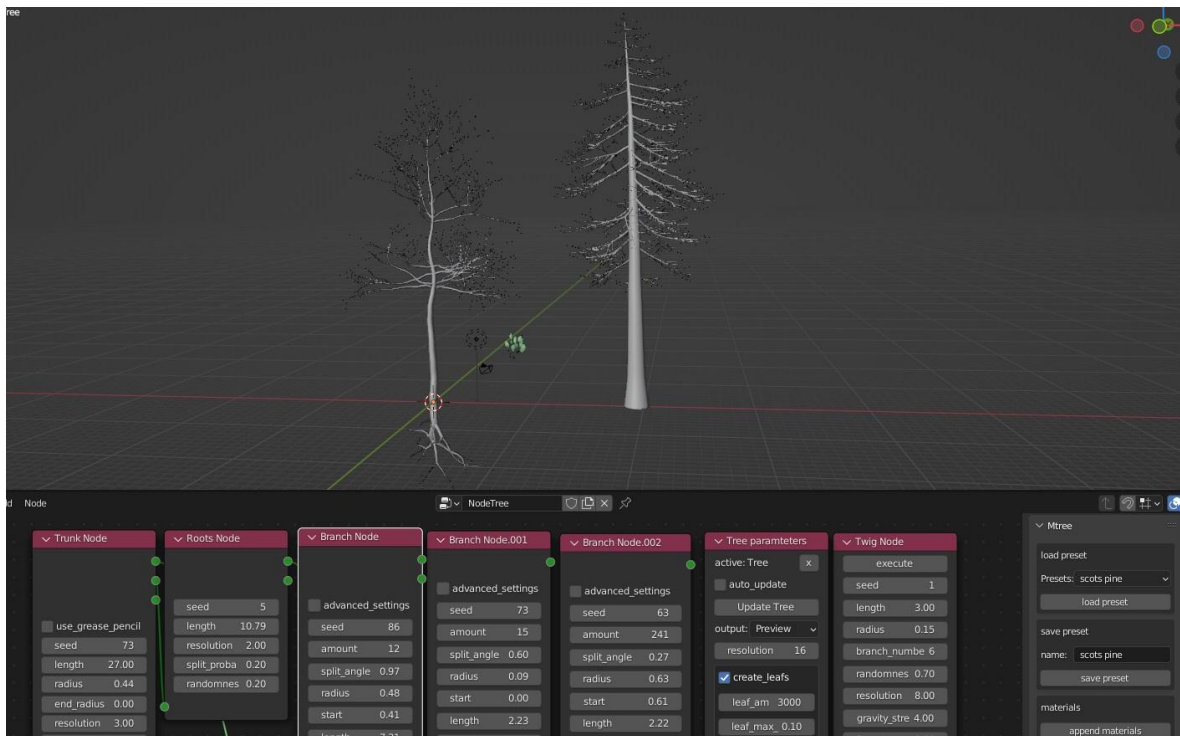 ree
d Node
NodeTree
Trunk Node
use_grease_pencil
seed 73
length 27.00
radius 0.44
end_radius 0.00
resolution 3.00
Roots Node
seed 5
length 10.79
resolution 2.00
split_proba 0.20
randomnes 0.20
Branch Node
advanced_settings
seed 86
amount 12
split_angle 0.97
radius 0.48
start 0.41
Branch Node.001
advanced_settings
seed 73
amount 15
split_angle 0.60
radius 0.09
start 0.00
length 2.23
Branch Node.002
advanced_settings
seed 63
amount 241
split_angle 0.27
radius 0.63
start 0.61
length 2.22
Tree paramteters
active: Tree x
auto_update
Update Tree
output: Preview
resolution 16
create_leafs
leaf_am 3000
leaf_max_ 0.10
Twig Node
execute
seed 1
length 3.00
radius 0.15
branch_numbe 6
randomnes 0.70
resolution 8.00
gravity_stre 4.00
Mtree
load preset
Presets: scots pine
load preset
save preset
name: scots pine
save preset
materials
append materials